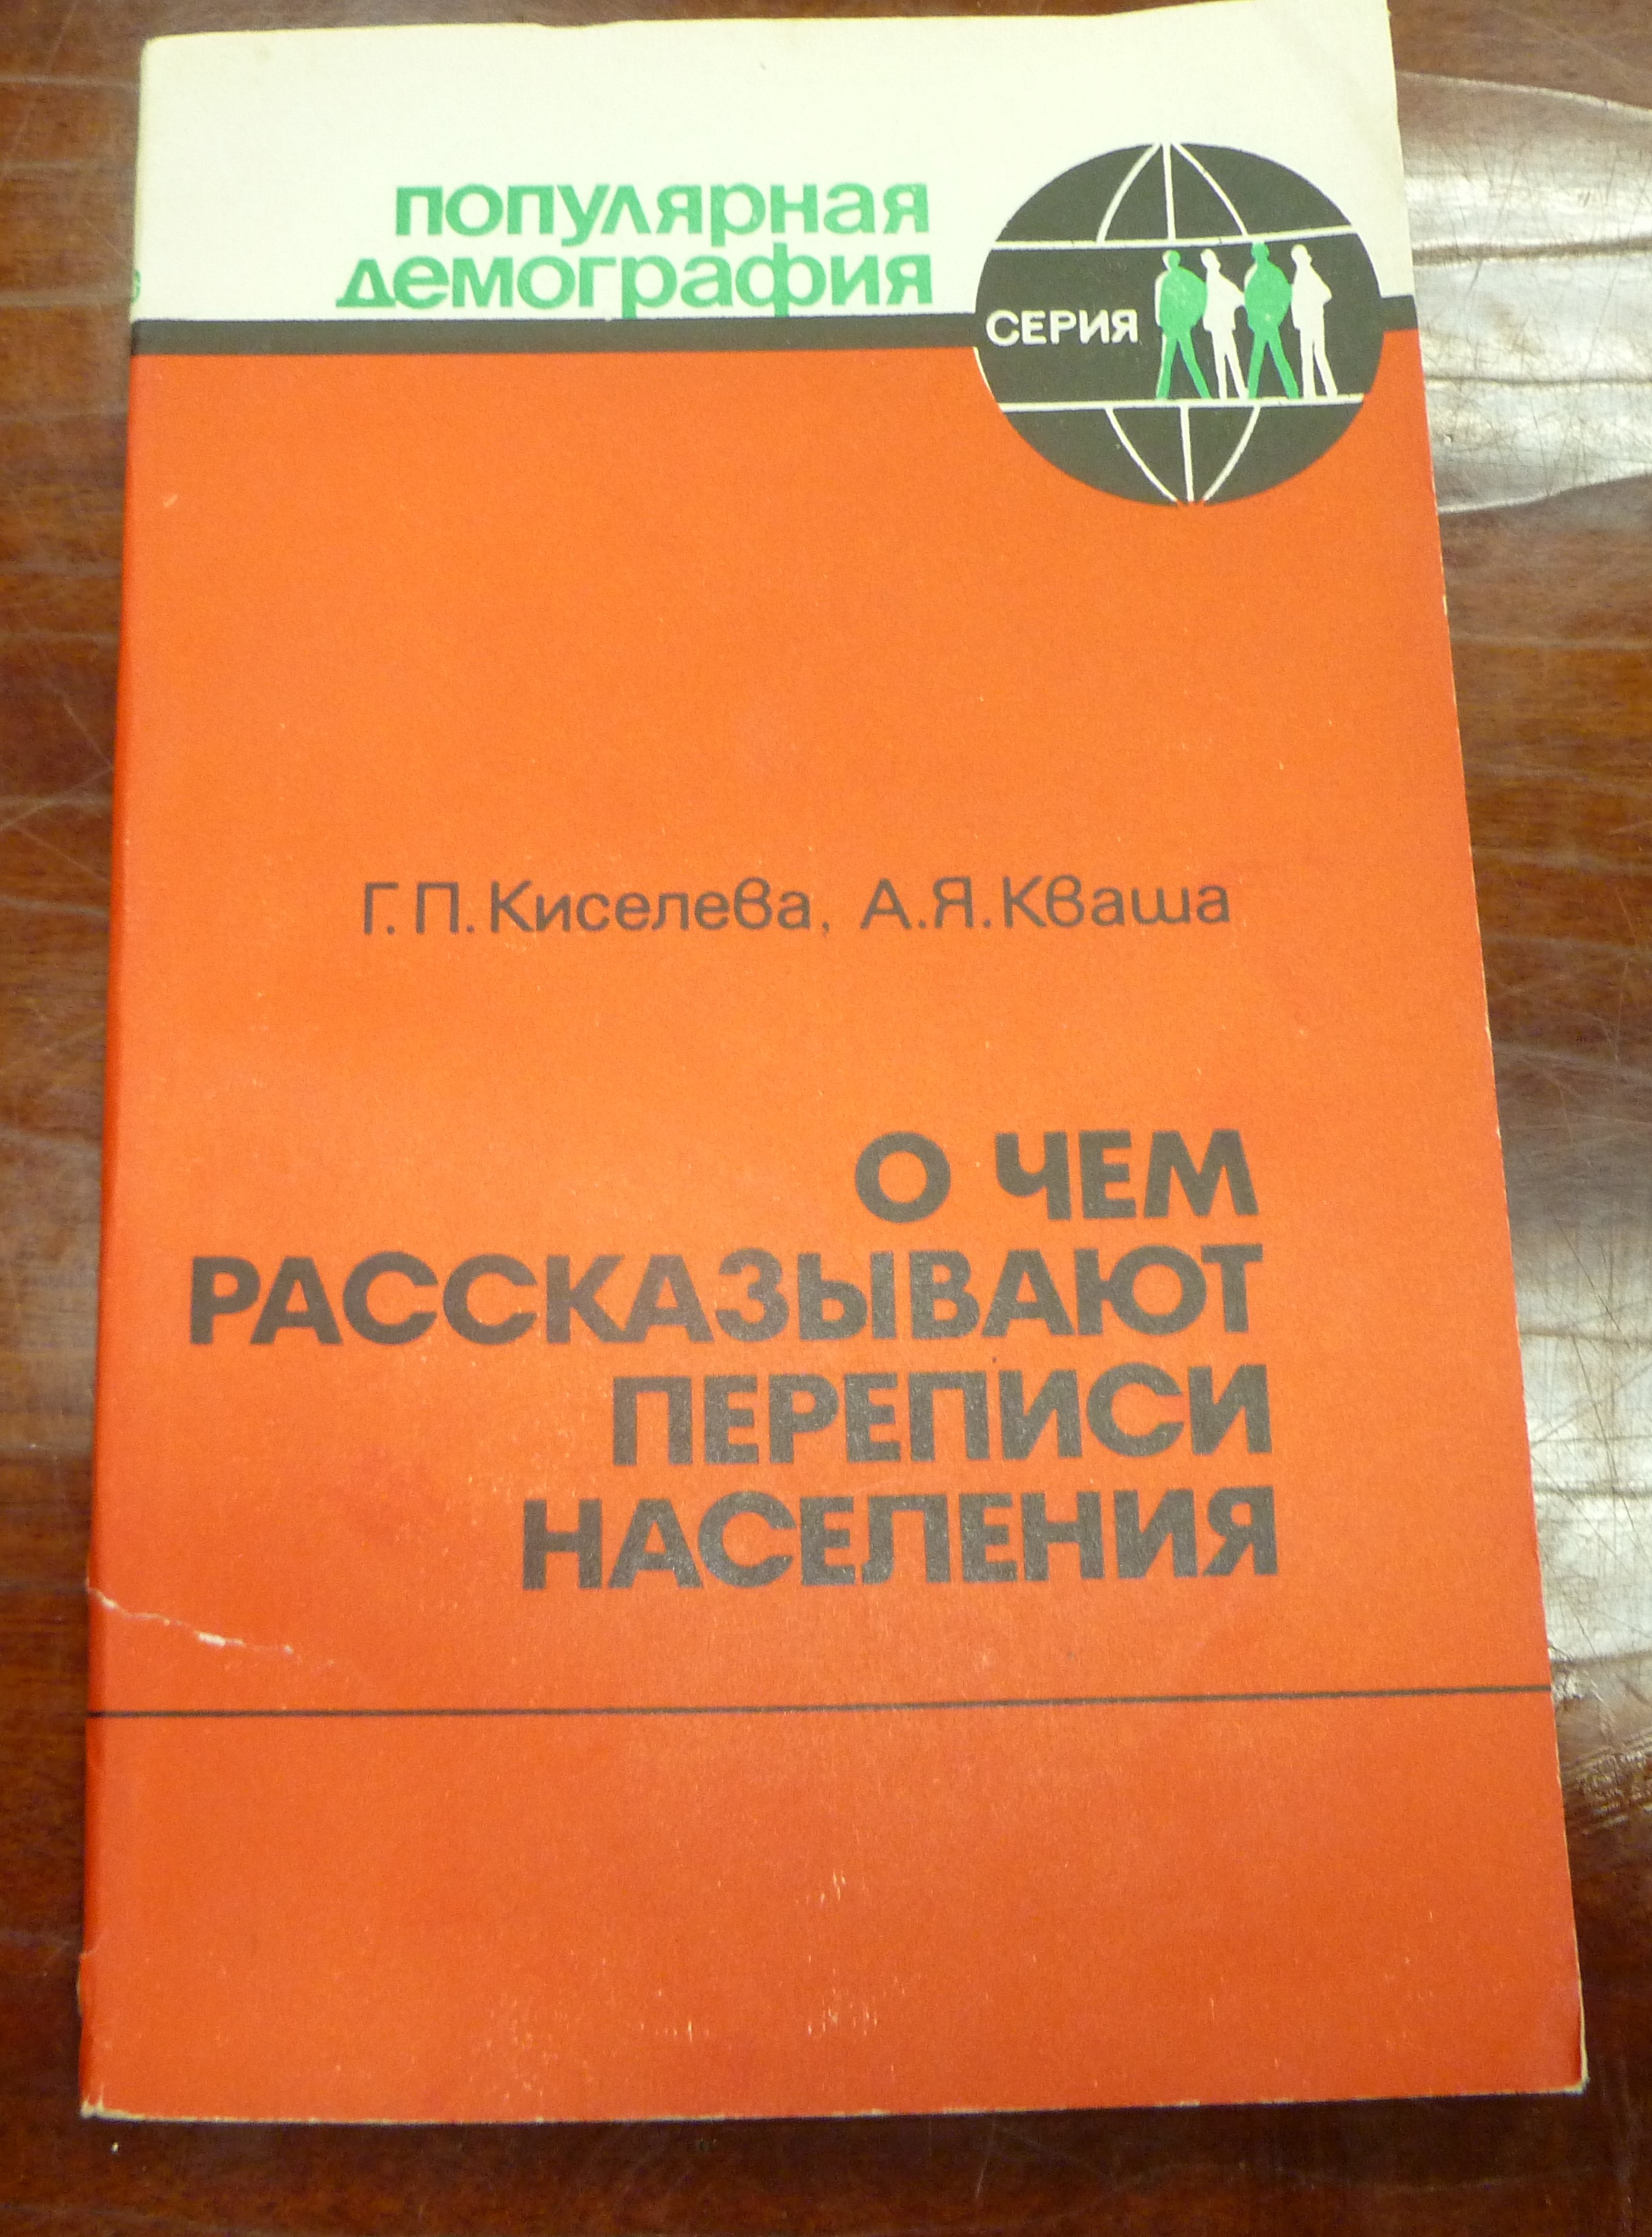 популярная
демография
СЕРИЯ
Г.П.Киселева, А.Я.Кваша
О ЧЕМ
РАССКАЗЫВАЮТ
ПЕРЕПИСИ
НАСЕЛЕНИЯ